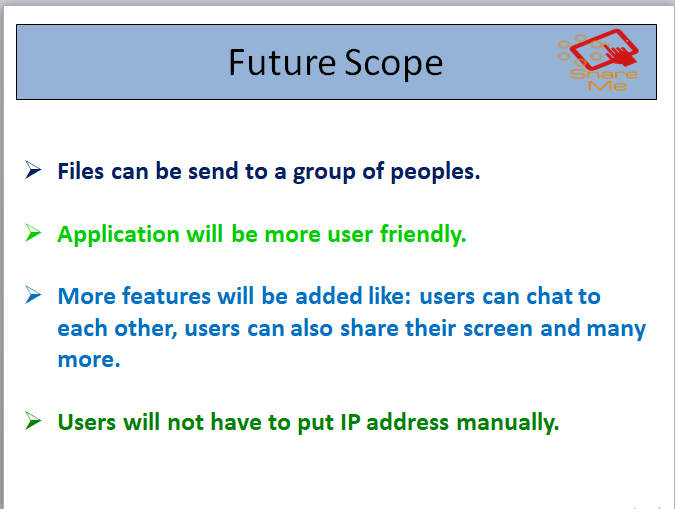 Future Scope
Share
Me
Files can be send to a group of peoples.
Application will be more user friendly.
More features will be added like: users can chat to
each other, users can also share their screen and many
more.
Users will not have to put IP address manually.